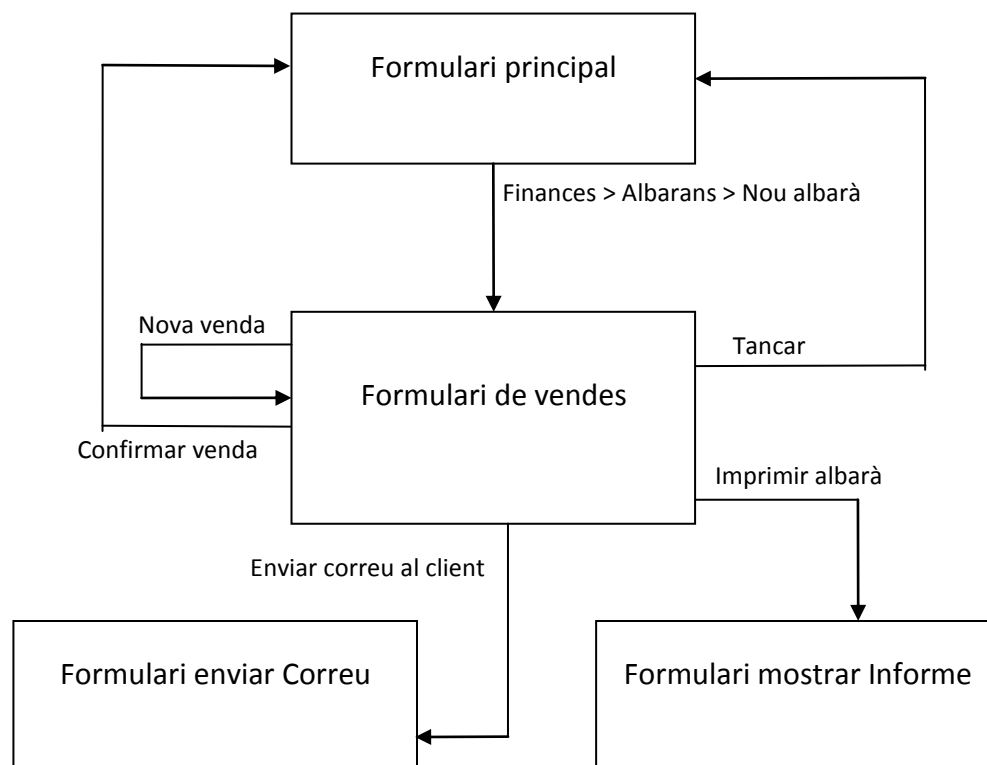 Formulari principal
Finances > Albarans > Nou albarà
Nova venda
Tancar
Formulari de vendes
Confirmar venda
Imprimir albarà
Enviar correu al client
Formulari enviar Correu
Formulari mostrar Informe